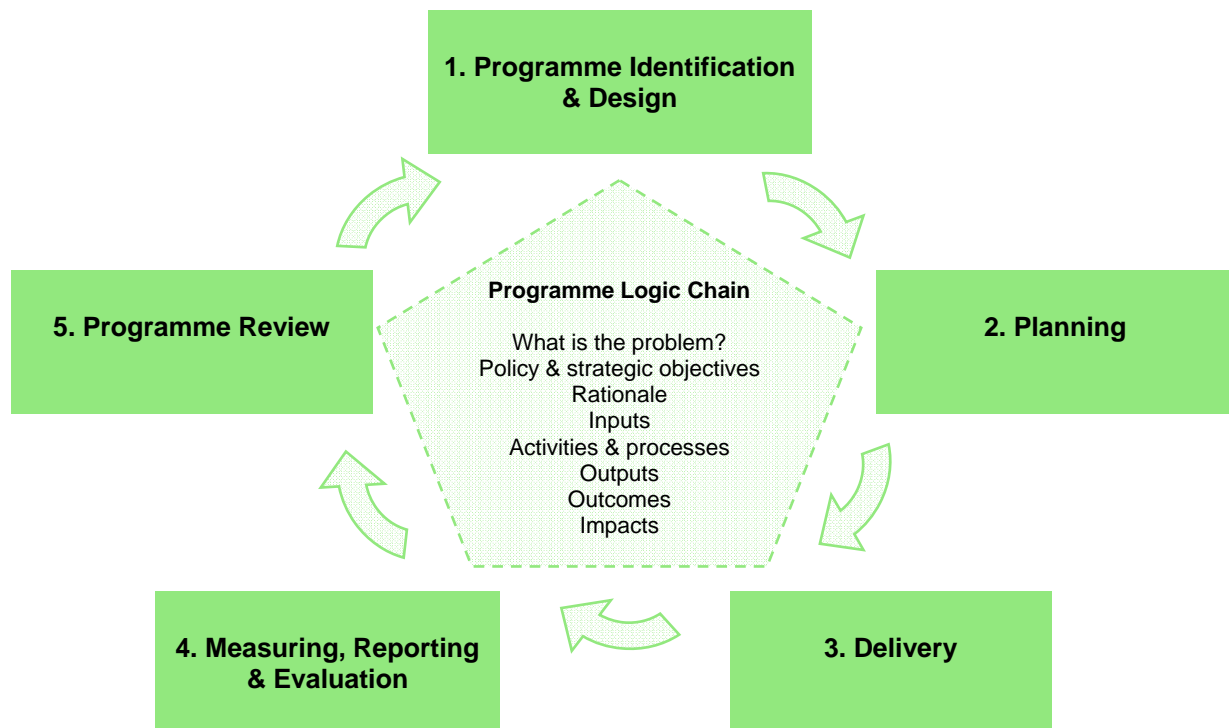 1. Programme Identification
& Design
2. Planning
3. Delivery
4. Measuring, Reporting
& Evaluation
5. Programme Review
Programme Logic Chain
What is the problem?
Policy & strategic objectives
Rationale
Inputs
Activities & processes
Outputs
Outcomes
Impacts